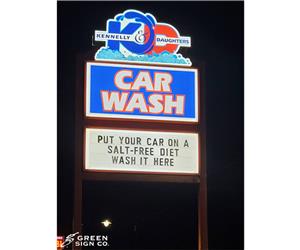 KENNELLY & DAUGHTERS
K C
CAR
WASH
PUT YOUR CAR ON A
SALT-FREE DIET
WASH IT HERE
GREEN
SIGN CO.